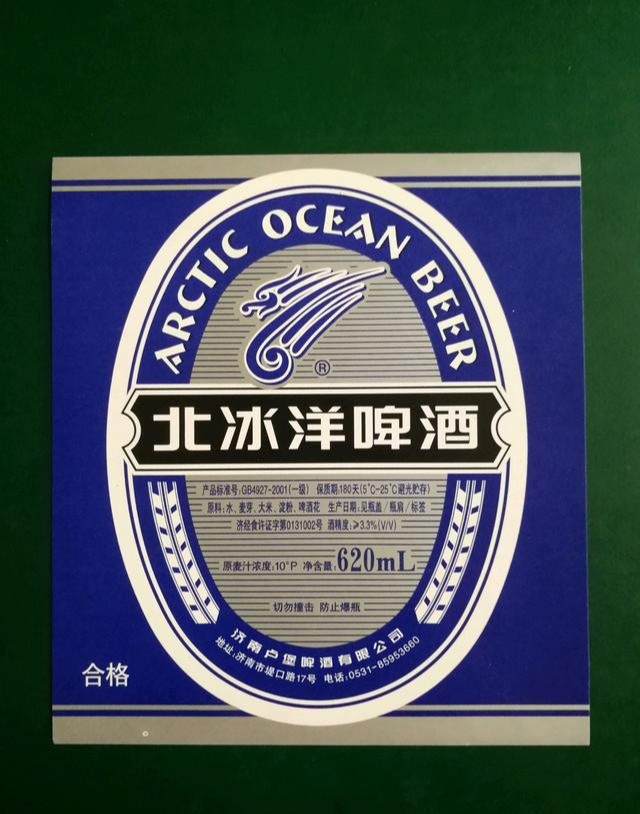 ARCTIC OCEAN BEER
®
北冰洋啤酒
产品标准号:GB4927-2001(一级) 保质期:180天(5℃-25℃避光贮存)
原料:水、麦芽、大米、淀粉、啤酒花 生产日期:见瓶盖/瓶肩/标签
济经食许证字第0131002号 酒精度:≥3.3%(V/V)
原麦汁浓度:10°P 净含量:620mL
切勿撞击 防止爆瓶
济南卢堡啤酒有限公司
地址:济南市堤口路17号 电话:0531-85953660
合格